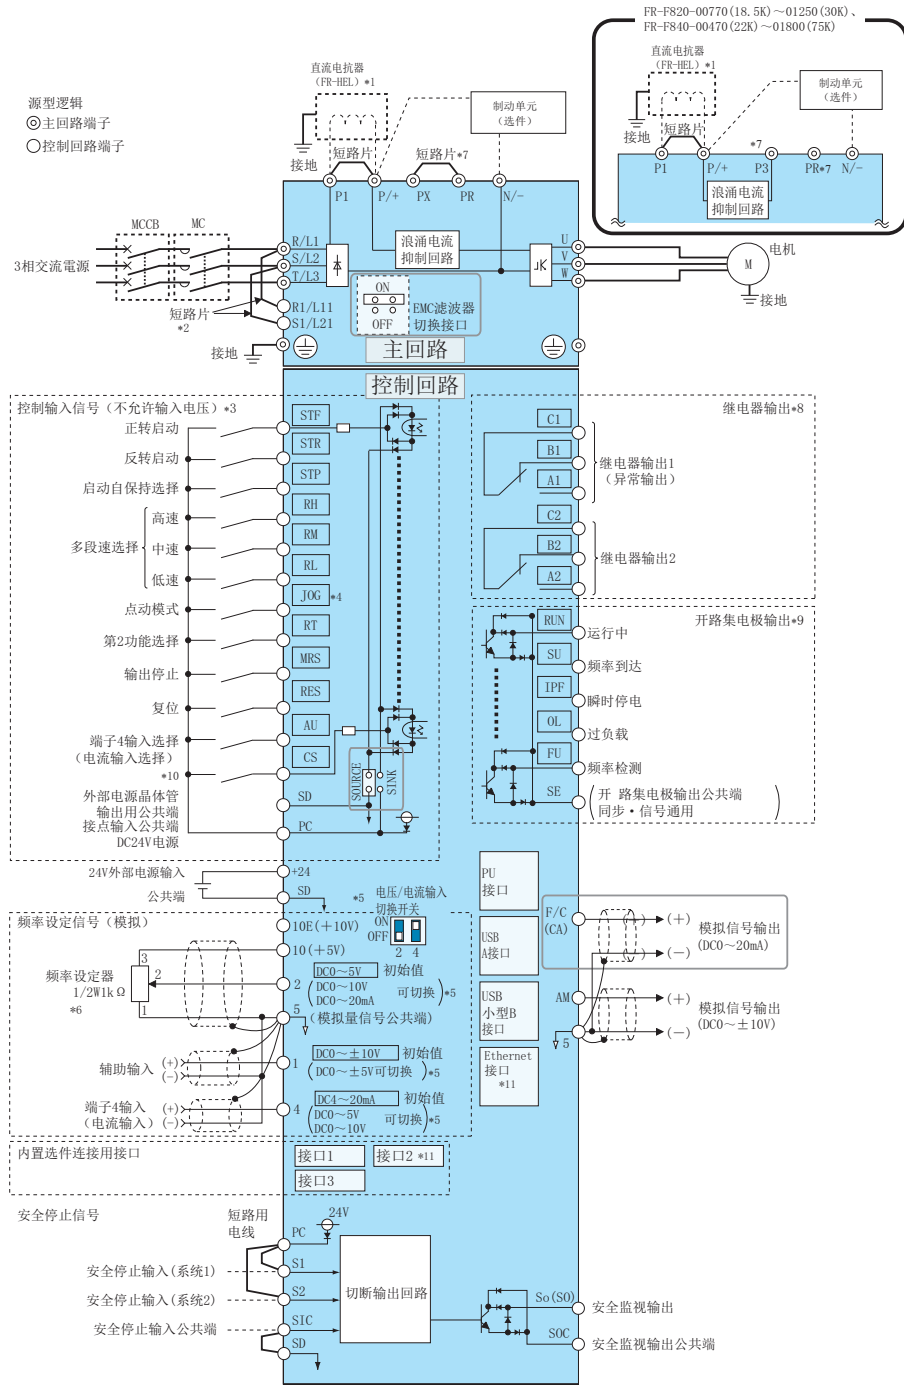 FR-F820-00770(18.5K)～01250(30K)、
FR-F840-00470(22K)～01800(75K)
直流电抗器
（FR-HEL）*1
制动单元
（选件）
接地
短路片
*7
P1
P/+
P3
PR*7
N/-
浪涌电流
抑制回路
源型逻辑
主回路端子
控制回路端子
直流电抗器
（FR-HEL）*1
制动单元
（选件）
接地
短路片
短路片*7
P1
P/+
PX
PR
N/-
MCCB
MC
3相交流電源
R/L1
S/L2
T/L3
R1/L11
S1/L21
短路片
*2
接地
浪涌电流
抑制回路
ON
OFF
EMC滤波器
切换接口
U
V
W
M
电机
接地
主回路
控制回路
控制输入信号（不允许输入电压）*3
正转启动
反转启动
启动自保持选择
多段速选择
高速
中速
低速
点动模式
第2功能选择
输出停止
复位
端子4输入选择
（电流输入选择）
*10
外部电源晶体管
输出用公共端
接点输入公共端
DC24V电源
STF
STR
STP
RH
RM
RL
JOG *4
RT
MRS
RES
AU
CS
SD
PC
SOURCE
SINK
继电器输出*8
C1
B1
A1
继电器输出1
（异常输出）
C2
B2
A2
继电器输出2
开路集电极输出*9
RUN
运行中
SU
频率到达
IPF
瞬时停电
OL
过负载
FU
频率检测
SE
开 路集电极输出公共端
同步・信号通用
24V外部电源输入
+24
公共端
SD
频率设定信号（模拟）
*5
电压/电流输入
切换开关
ON
OFF
2 4
10E(＋10V)
10(＋5V)
频率设定器
1/2W1kΩ
*6
3
2
1
2
DC0～5V 初始值
DC0～10V
DC0～20mA
可切换
*5
5
(模拟量信号公共端)
辅助输入
(+)
(-)
1
DC0～±10V 初始值
(DC0～±5V可切换)*5
端子4输入
（电流输入）
(+)
(-)
4
DC4～20mA 初始值
DC0～5V
DC0～10V
可切换
*5
PU
接口
USB
A接口
USB
小型B
接口
Ethernet
接口
*11
F/C
(CA)
(+)
(-)
模拟信号输出
(DC0～20mA)
AM
5
(+)
(-)
模拟信号输出
(DC0～±10V)
内置选件连接用接口
接口1
接口2 *11
接口3
安全停止信号
短路用
电线
24V
PC
安全停止输入(系统1)
S1
安全停止输入(系统2)
S2
安全停止输入公共端
SIC
SD
切断输出回路
So(SO)
安全监视输出
SOC
安全监视输出公共端